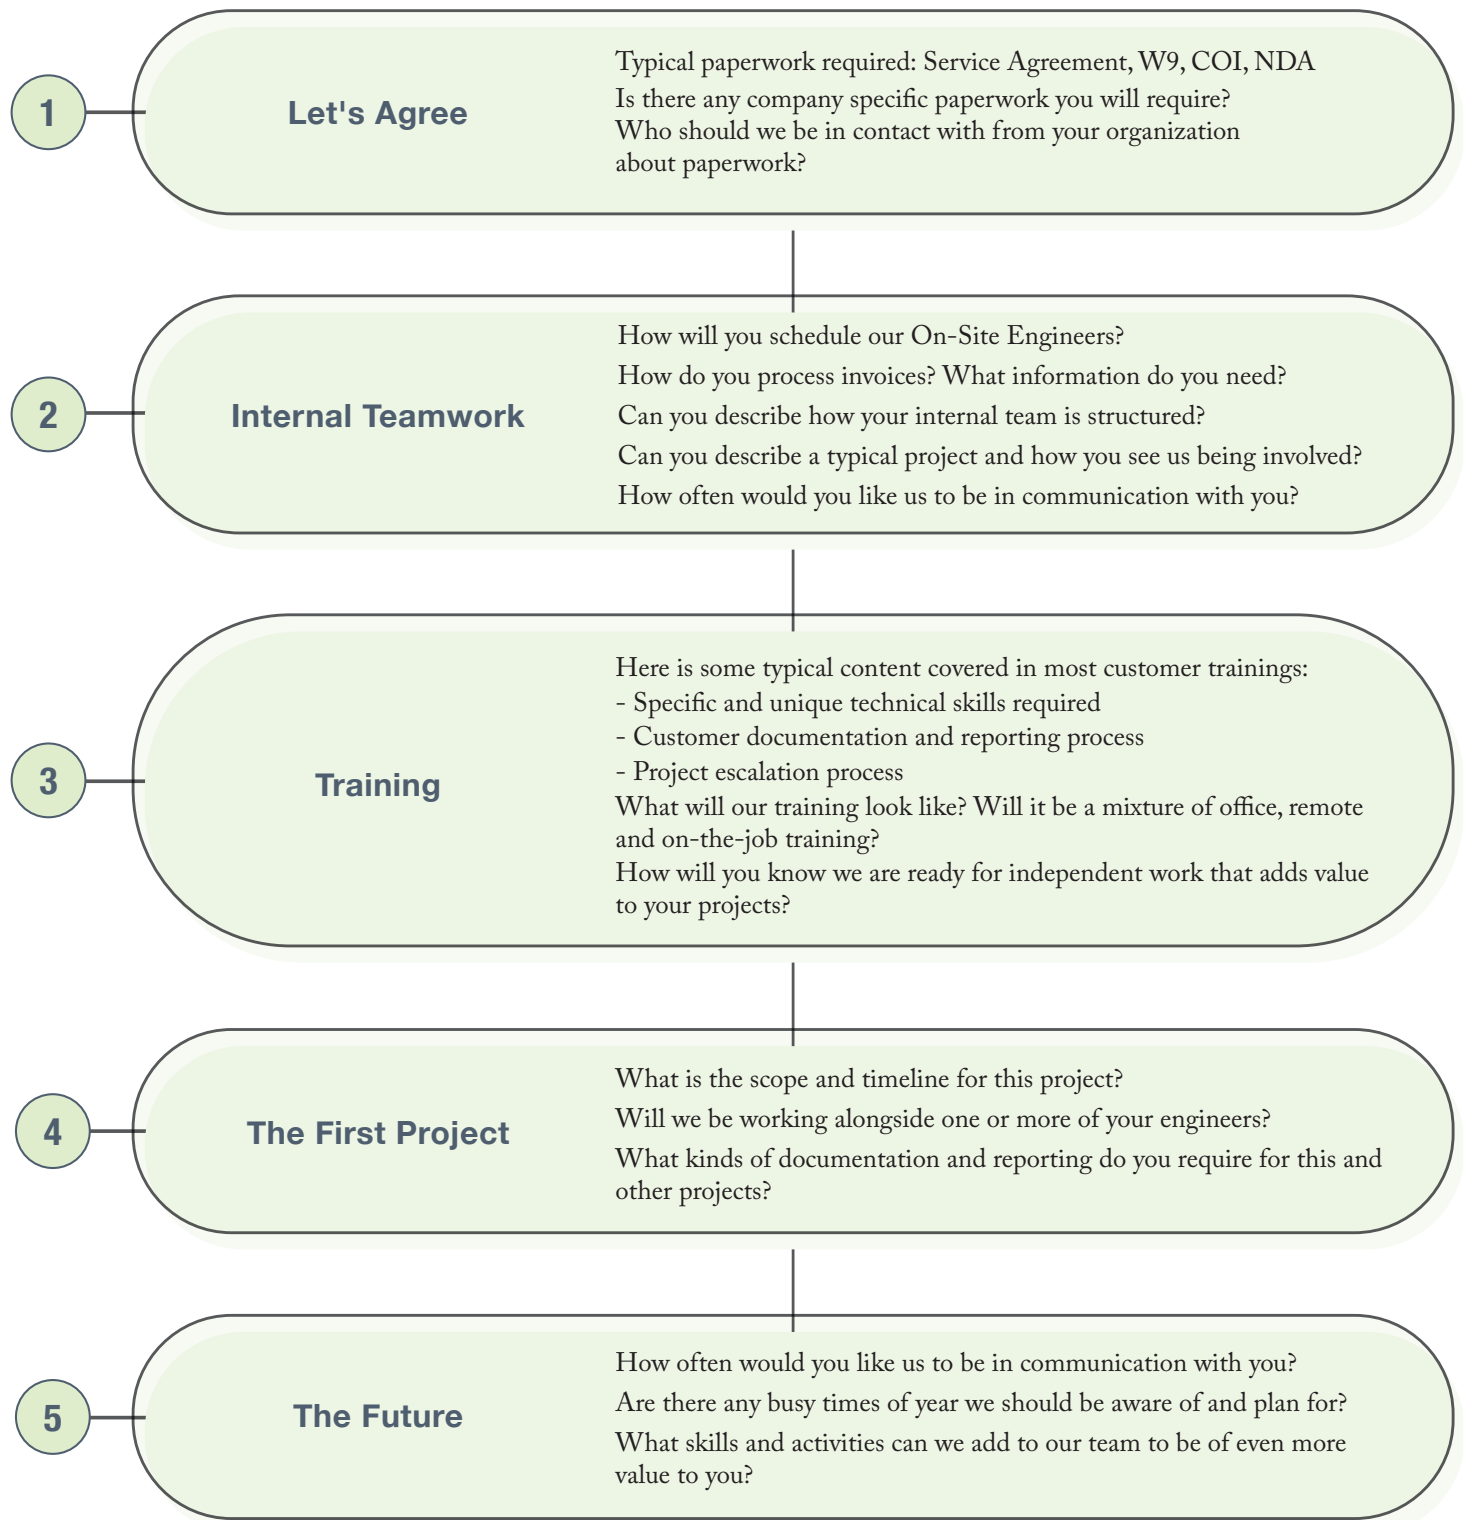 1
Let's Agree
Typical paperwork required: Service Agreement, W9, COI, NDA
Is there any company specific paperwork you will require?
Who should we be in contact with from your organization
about paperwork?
2
Internal Teamwork
How will you schedule our On-Site Engineers?
How do you process invoices? What information do you need?
Can you describe how your internal team is structured?
Can you describe a typical project and how you see us being involved?
How often would you like us to be in communication with you?
3
Training
Here is some typical content covered in most customer trainings:
- Specific and unique technical skills required
- Customer documentation and reporting process
- Project escalation process
What will our training look like? Will it be a mixture of office, remote
and on-the-job training?
How will you know we are ready for independent work that adds value
to your projects?
4
The First Project
What is the scope and timeline for this project?
Will we be working alongside one or more of your engineers?
What kinds of documentation and reporting do you require for this and
other projects?
5
The Future
How often would you like us to be in communication with you?
Are there any busy times of year we should be aware of and plan for?
What skills and activities can we add to our team to be of even more
value to you?